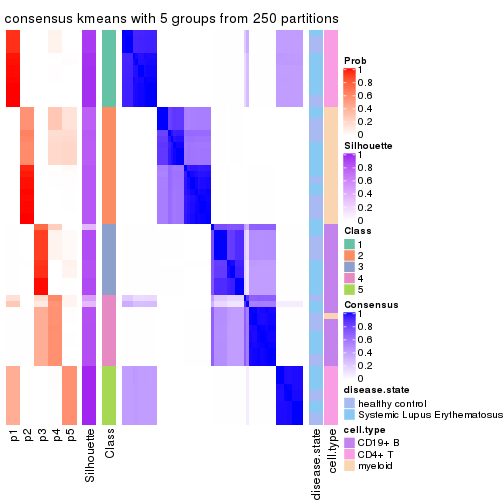 consensus kmeans with 5 groups from 250 partitions
Prob
1
0.8
0.6
0.4
0.2
0
Silhouette
1
0.8
0.6
0.4
0.2
0
Class
1
2
3
4
5
Consensus
1
0.8
0.6
0.4
0.2
0
disease.state
healthy control
Systemic Lupus Erythematosus
cell.type
CD19+ B
CD4+ T
myeloid
p1
p2
p3
p4
p5
Silhouette
Class
disease.state
cell.type